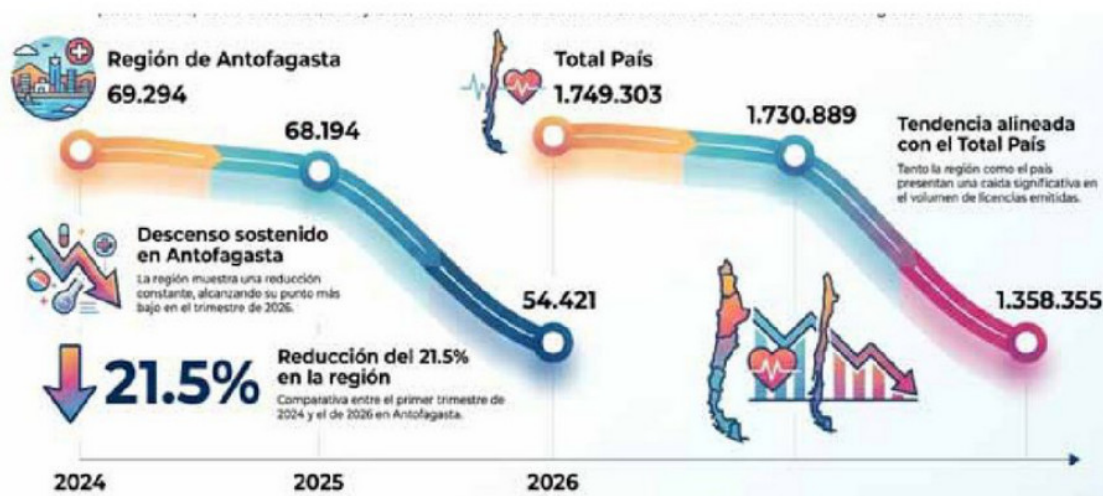 Región de Antofagasta
69.294
68.194
Descenso sostenido
en Antofagasta
La región muestra una reducción
constante, alcanzando su punto más
bajo en el trimestre de 2026.
54.421
21.5%
Reducción del 21.5%
en la región
Comparativa entre el primer trimestre de
2024 y el de 2026 en Antofagasta.
Total País
1.749.303
1.730.889
Tendencia alineada
con el Total País
Tanto la región como el país
presentan una caída significativa en
el volumen de licencias emitidas.
1.358.355
2024
2025
2026